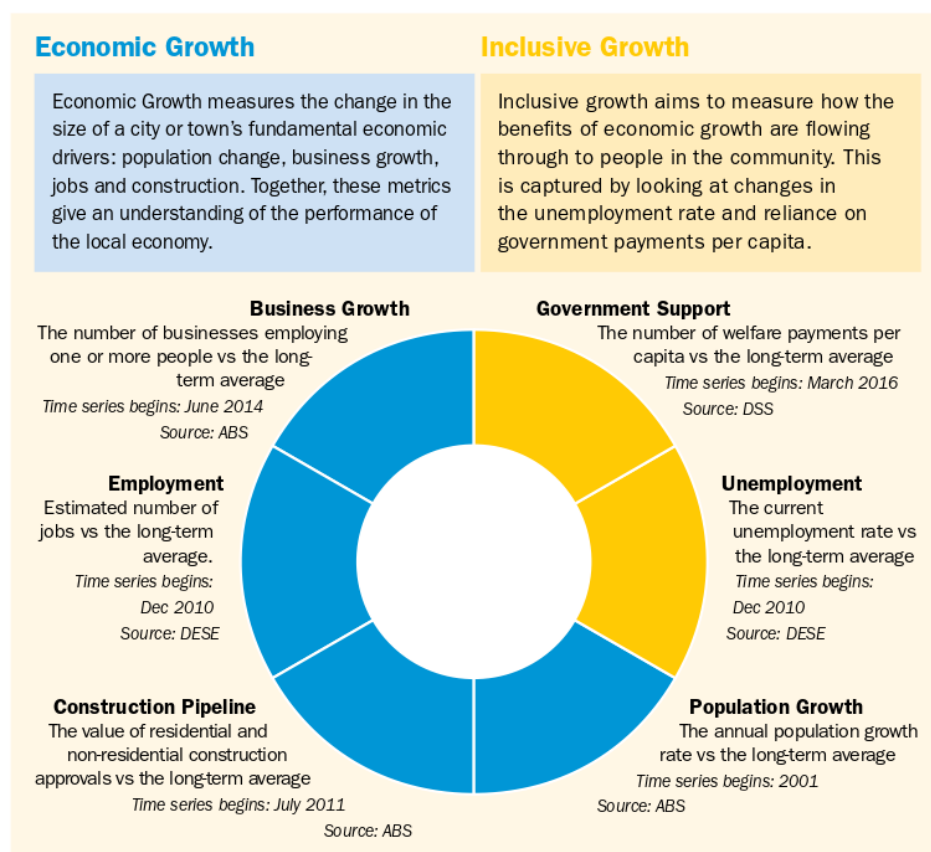 Economic Growth
Economic Growth measures the change in the
size of a city or town's fundamental economic
drivers: population change, business growth,
jobs and construction. Together, these metrics
give an understanding of the performance of
the local economy.
Inclusive Growth
Inclusive growth aims to measure how the
benefits of economic growth are flowing
through to people in the community. This
is captured by looking at changes in
the unemployment rate and reliance on
government payments per capita.
Business Growth
The number of businesses employing
one or more people vs the long-
term average
Time series begins: June 2014
Source: ABS
Government Support
The number of welfare payments per
capita vs the long-term average
Time series begins: March 2016
Source: DSS
Employment
Estimated number of
jobs vs the long-term
average.
Time series begins:
Dec 2010
Source: DESE
Unemployment
The current
unemployment rate vs
the long-term average
Time series begins:
Dec 2010
Source: DESE
Construction Pipeline
The value of residential and
non-residential construction
approvals vs the long-term average
Time series begins: July 2011
Source: ABS
Population Growth
The annual population growth
rate vs the long-term average
Time series begins: 2001
Source: ABS